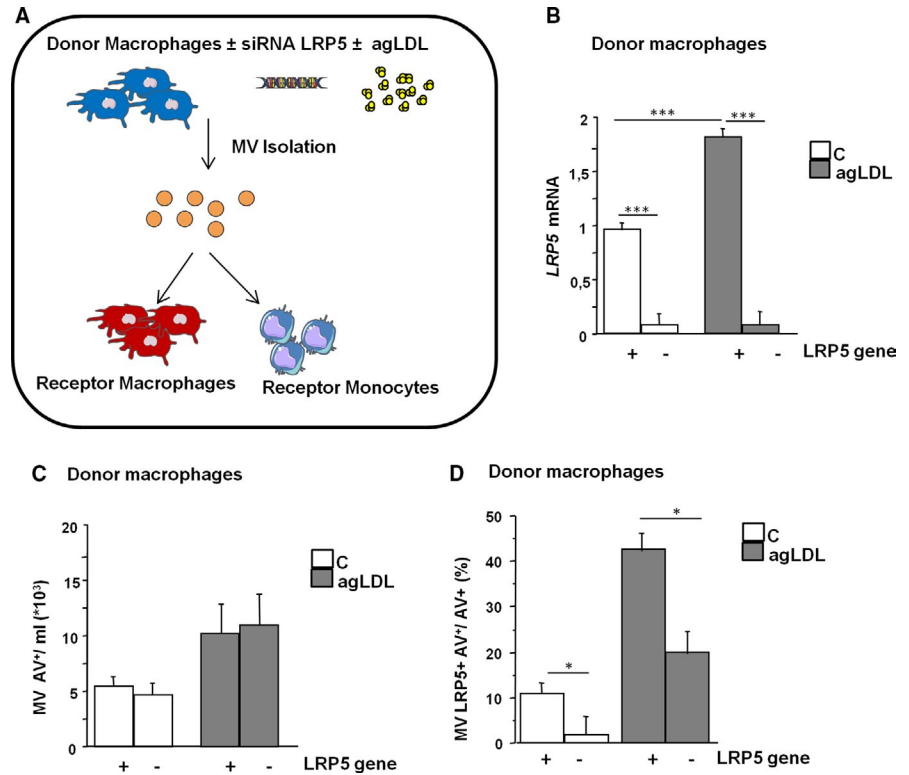 A
Donor Macrophages ± siRNA LRP5 ± agLDL
MV Isolation
Receptor Macrophages
Receptor Monocytes
B
Donor macrophages
LRP5 mRNA
2
1,5
1
0,5
0
***
***
***
C
agLDL
+ - + - LRP5 gene
C Donor macrophages
MV AV⁺/ ml (*10³)
20
15
10
5
0
C
agLDL
+ - + - LRP5 gene
D Donor macrophages
MV LRP5+ AV⁺/ AV+ (%)
50
40
30
20
10
0
*
*
C
agLDL
+ - + - LRP5 gene